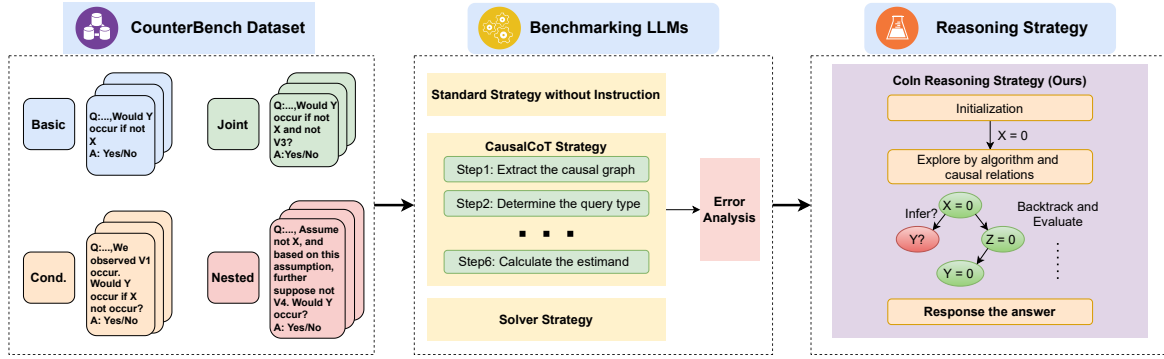 CounterBench Dataset
Basic
Q:...,Would Y
occur if not
X
A: Yes/No
Joint
Q:...,Would Y
occur if not
X and not
V3?
A:Yes/No
Cond.
Q:...,We
observed V1
occur.
Would Y
occur if X
not occur?
A: Yes/No
Nested
Q:..., Assume
not X, and
based on this
assumption,
further
suppose not
V4. Would Y
occur?
A: Yes/No
Benchmarking LLMs
Standard Strategy without Instruction
CausalCoT Strategy
Step1: Extract the causal graph
Step2: Determine the query type
Step6: Calculate the estimand
Solver Strategy
Error
Analysis
Reasoning Strategy
CoIn Reasoning Strategy (Ours)
Initialization
X = 0
Explore by algorithm and
causal relations
Infer?
X = 0
Backtrack and
Evaluate
Y?
Z = 0
Y = 0
Response the answer